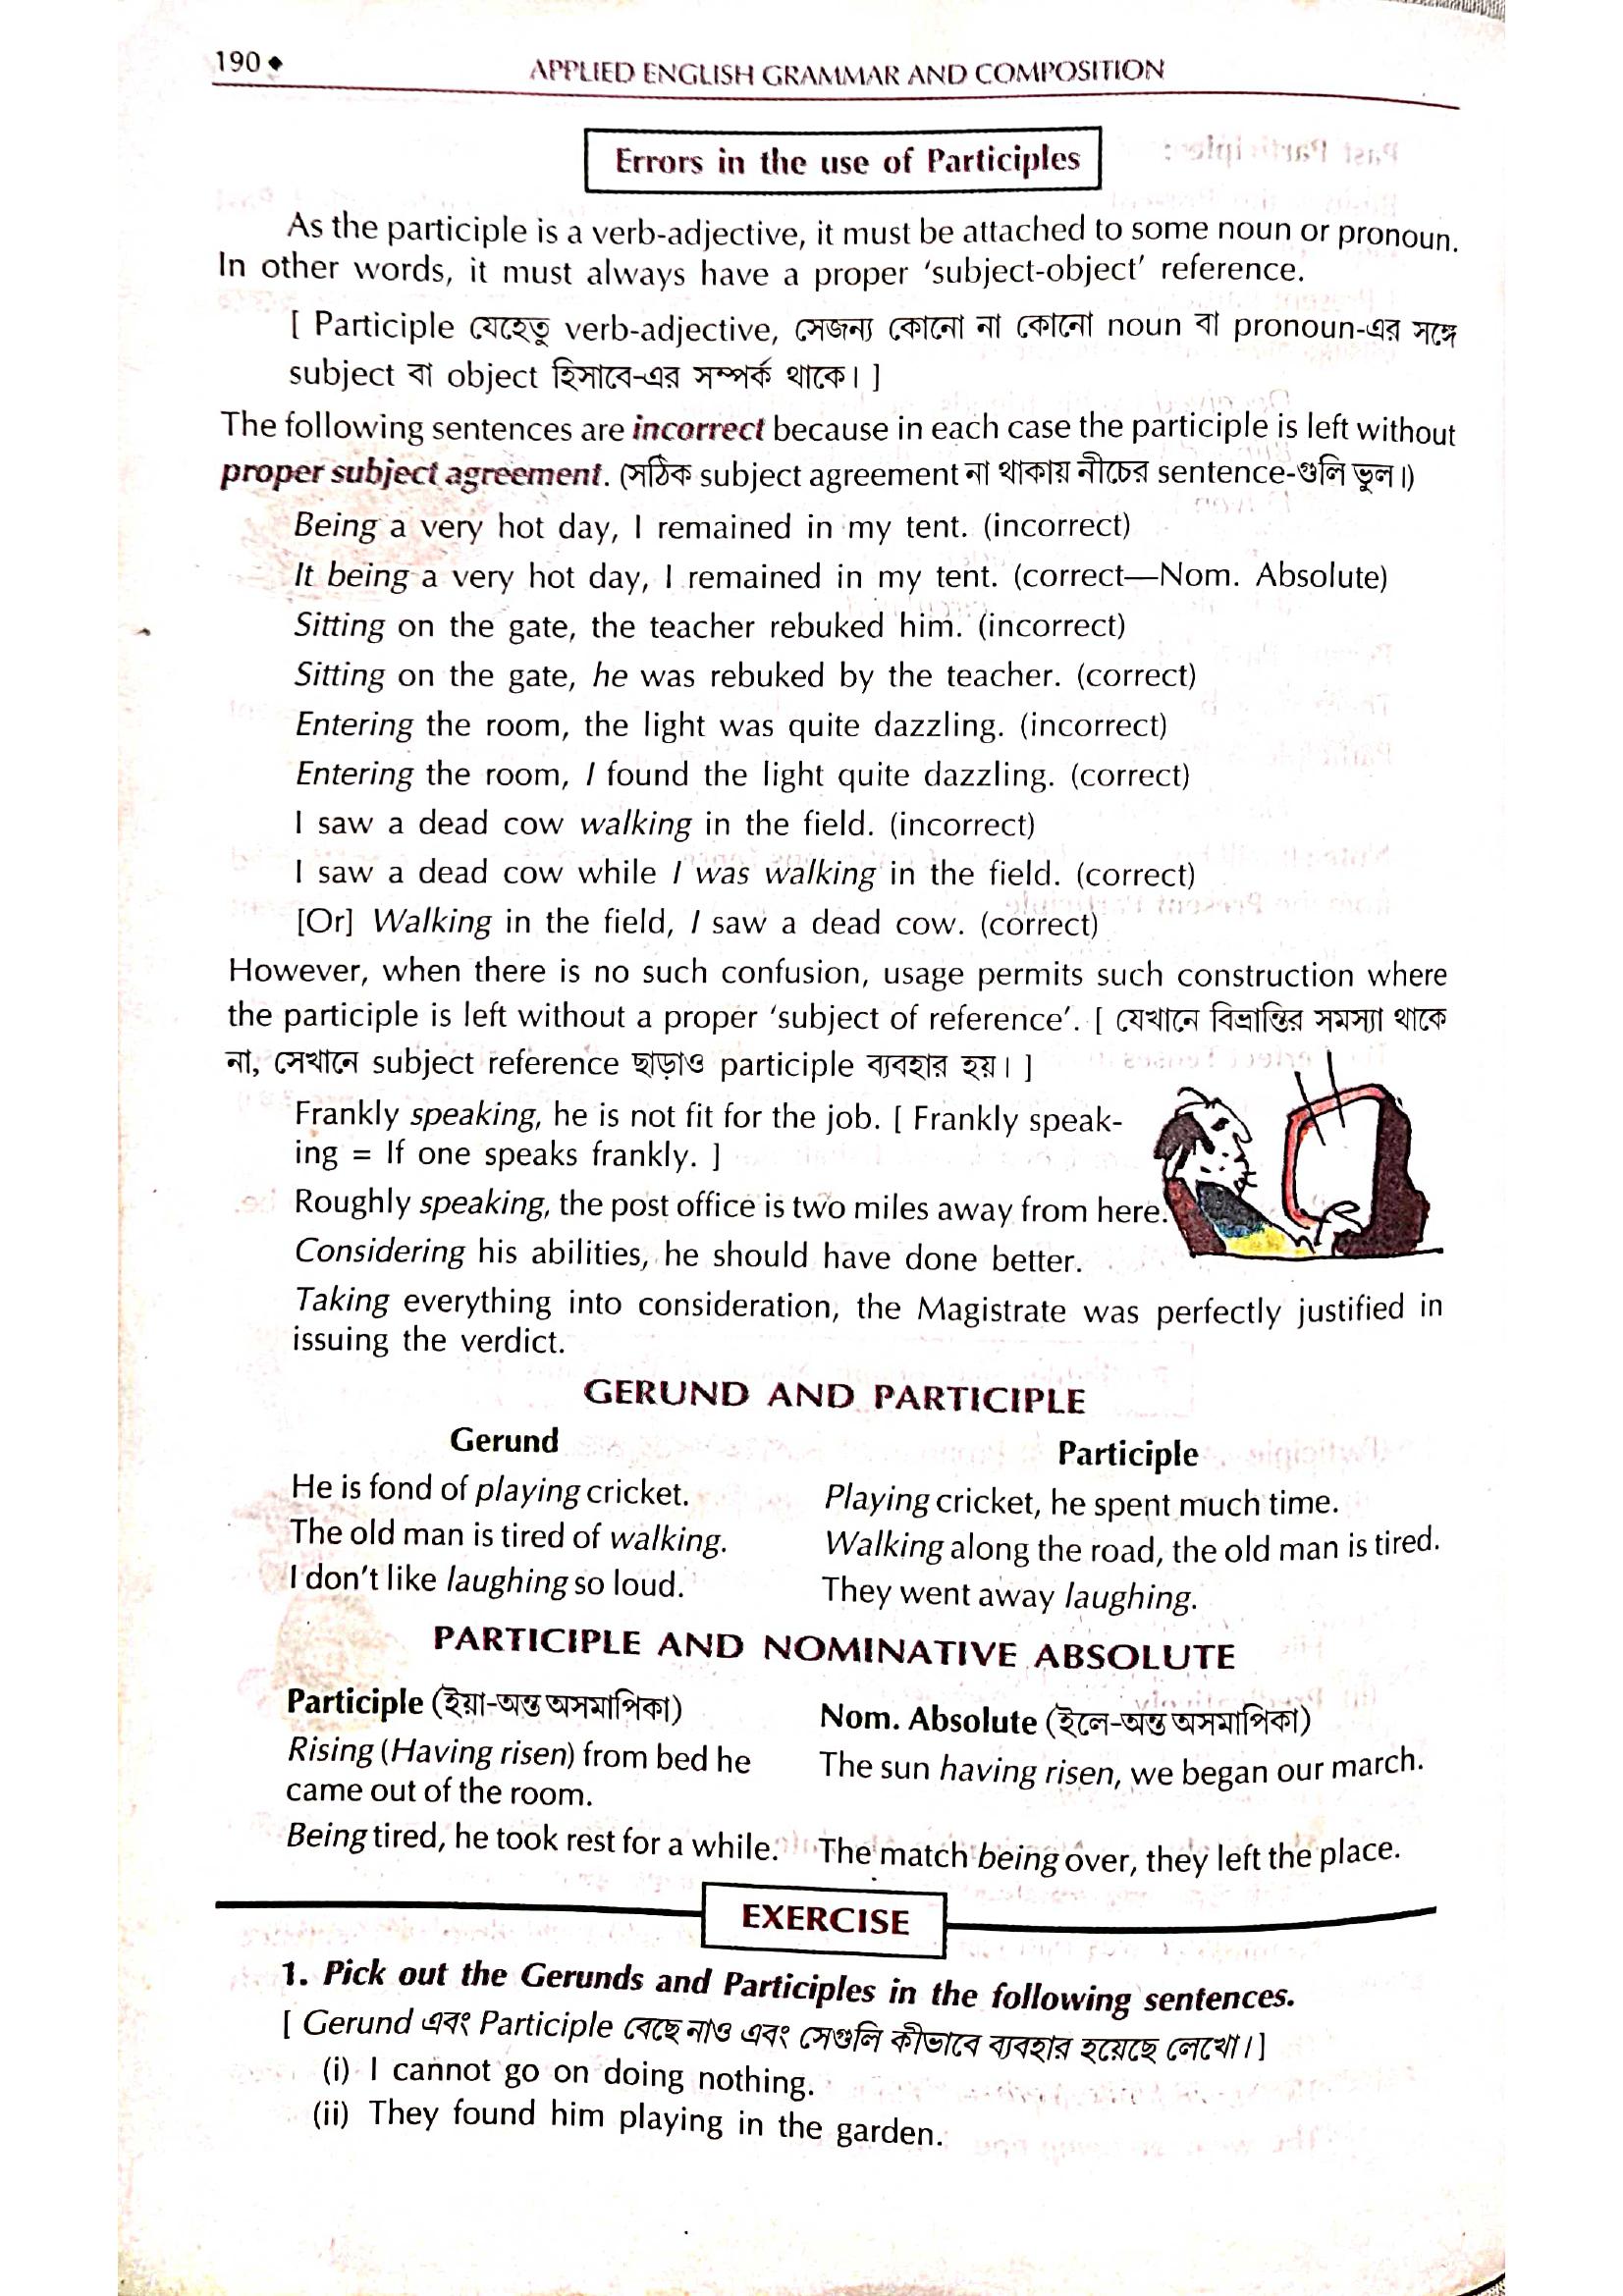 190 ◆ APPLIED ENGLISH GRAMMAR AND COMPOSITION
Errors in the use of Participles
As the participle is a verb-adjective, it must be attached to some noun or pronoun.
In other words, it must always have a proper ‘subject-object’ reference.
[ Participle যেহেতু verb-adjective, সেজন্য কোনো না কোনো noun বা pronoun-এর সঙ্গে
subject বা object হিসাবে-এর সম্পর্ক থাকে। ]
The following sentences are incorrect because in each case the participle is left without
proper subject agreement. (সঠিক subject agreement না থাকায় নীচের sentence-গুলি ভুল।)
Being a very hot day, I remained in my tent. (incorrect)
It being a very hot day, I remained in my tent. (correct—Nom. Absolute)
Sitting on the gate, the teacher rebuked him. (incorrect)
Sitting on the gate, he was rebuked by the teacher. (correct)
Entering the room, the light was quite dazzling. (incorrect)
Entering the room, I found the light quite dazzling. (correct)
I saw a dead cow walking in the field. (incorrect)
I saw a dead cow while I was walking in the field. (correct)
[Or] Walking in the field, I saw a dead cow. (correct)
However, when there is no such confusion, usage permits such construction where
the participle is left without a proper ‘subject of reference’. [ যেখানে বিভ্রান্তির সমস্যা থাকে
না, সেখানে subject reference ছাড়াও participle ব্যবহার হয়। ]
Frankly speaking, he is not fit for the job. [ Frankly speak-
ing = If one speaks frankly. ]
Roughly speaking, the post office is two miles away from here.
Considering his abilities, he should have done better.
Taking everything into consideration, the Magistrate was perfectly justified in
issuing the verdict.
GERUND AND PARTICIPLE
Gerund Participle
He is fond of playing cricket. Playing cricket, he spent much time.
The old man is tired of walking. Walking along the road, the old man is tired.
I don’t like laughing so loud. They went away laughing.
PARTICIPLE AND NOMINATIVE ABSOLUTE
Participle (ইয়া-অন্ত অসমাপিকা) Nom. Absolute (ইলে-অন্ত অসমাপিকা)
Rising (Having risen) from bed he The sun having risen, we began our march.
came out of the room.
Being tired, he took rest for a while. The match being over, they left the place.
EXERCISE
1. Pick out the Gerunds and Participles in the following sentences.
[ Gerund এবং Participle বেছে নাও এবং সেগুলি কীভাবে ব্যবহার হয়েছে লেখো।]
(i) I cannot go on doing nothing.
(ii) They found him playing in the garden.